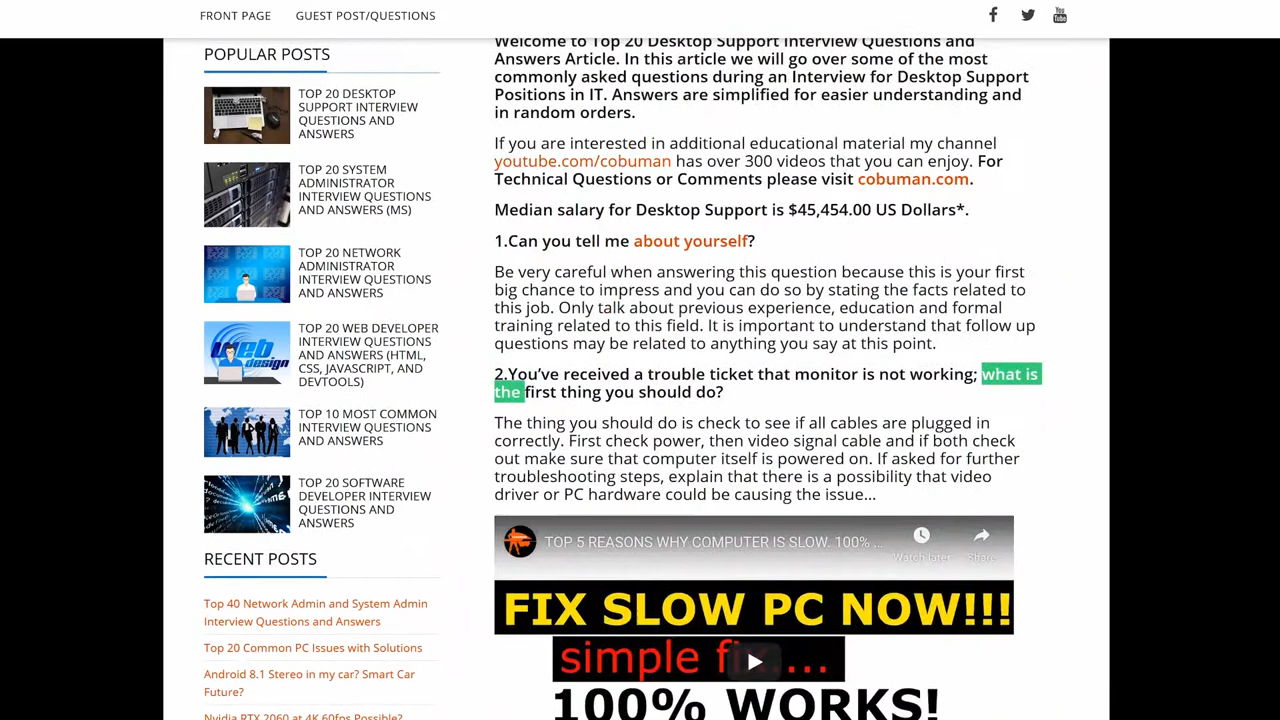 FRONT PAGE
GUEST POST/QUESTIONS
You
POPULAR POSTS
TOP 20 DESKTOP
SUPPORT INTERVIEW
QUESTIONS AND
ANSWERS
TOP 20 SYSTEM
ADMINISTRATOR
INTERVIEW QUESTIONS
AND ANSWERS (MS)
TOP 20 NETWORK
ADMINISTRATOR
INTERVIEW QUESTIONS
AND ANSWERS
web
design
TOP 20 WEB DEVELOPER
INTERVIEW QUESTIONS
AND ANSWERS (HTML,
CSS, JAVASCRIPT, AND
DEVTOOLS)
TOP 10 MOST COMMON
INTERVIEW QUESTIONS
AND ANSWERS
TOP 20 SOFTWARE
DEVELOPER INTERVIEW
QUESTIONS AND
ANSWERS
RECENT POSTS
Top 40 Network Admin and System Admin
Interview Questions and Answers
Top 20 Common PC Issues with Solutions
Android 8.1 Stereo in my car? Smart Car
Future?
Nvidia RTX 2060 at 4K 60fps Possible?
Welcome to Top 20 Desktop Support Interview Questions and
Answers Article. In this article we will go over some of the most
commonly asked questions during an Interview for Desktop Support
Positions in IT. Answers are simplified for easier understanding and
in random orders.
If you are interested in additional educational material my channel
youtube.com/cobuman has over 300 videos that you can enjoy. For
Technical Questions or Comments please visit cobuman.com.
Median salary for Desktop Support is $45,454.00 US Dollars*.
1.Can you tell me about yourself?
Be very careful when answering this question because this is your first
big chance to impress and you can do so by stating the facts related to
this job. Only talk about previous experience, education and formal
training related to this field. It is important to understand that follow up
questions may be related to anything you say at this point.
2.You’ve received a trouble ticket that monitor is not working; what is
the first thing you should do?
The thing you should do is check to see if all cables are plugged in
correctly. First check power, then video signal cable and if both check
out make sure that computer itself is powered on. If asked for further
troubleshooting steps, explain that there is a possibility that video
driver or PC hardware could be causing the issue…
TOP 5 REASONS WHY COMPUTER IS SLOW. 100% ...
Watch later
Share
FIX SLOW PC NOW!!!
simple fix....
100% WORKS!